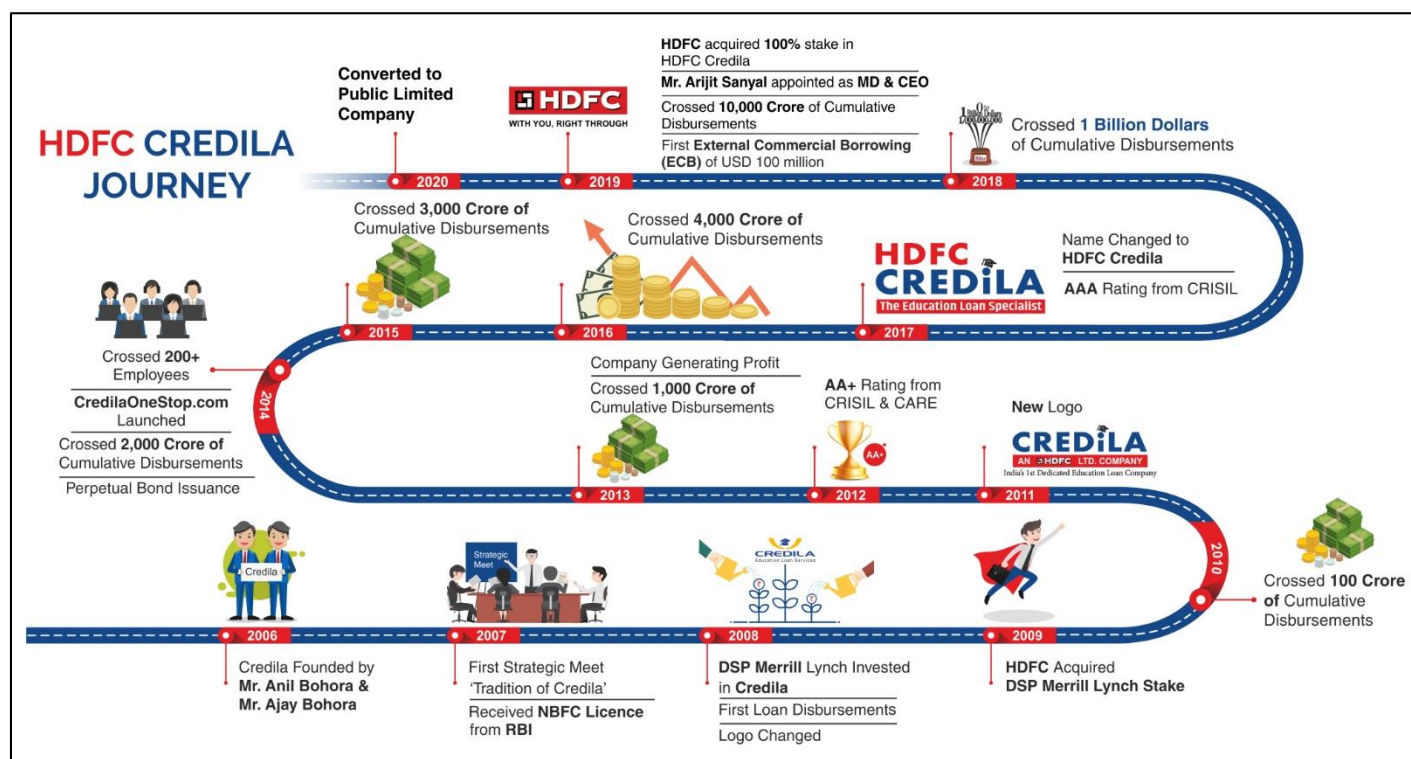 HDFC CREDILA
JOURNEY
Converted to
Public Limited
Company
2020
HDFC
WITH YOU, RIGHT THROUGH
2019
HDFC acquired 100% stake in
HDFC Credila
Mr. Arijit Sanyal appointed as MD & CEO
Crossed 10,000 Crore of Cumulative
Disbursements
First External Commercial Borrowing
(ECB) of USD 100 million
2018
Crossed 1 Billion Dollars
of Cumulative Disbursements
Crossed 3,000 Crore of
Cumulative Disbursements
2015
Crossed 4,000 Crore of
Cumulative Disbursements
2016
HDFC
CREDiLA
The Education Loan Specialist
2017
Name Changed to
HDFC Credila
AAA Rating from CRISIL
2014
Crossed 200+
Employees
CredilaOneStop.com
Launched
Crossed 2,000 Crore of
Cumulative Disbursements
Perpetual Bond Issuance
Company Generating Profit
Crossed 1,000 Crore of
Cumulative Disbursements
2013
AA+ Rating from
CRISIL & CARE
AA+
2012
New Logo
CREDiLA
AN HDFC LTD. COMPANY
India's 1st Dedicated Education Loan Company
2011
2010
Crossed 100 Crore
of Cumulative
Disbursements
Credila
2006
Credila Founded by
Mr. Anil Bohora &
Mr. Ajay Bohora
Strategic
Meet
2007
First Strategic Meet
'Tradition of Credila'
Received NBFC Licence
from RBI
CREDILA
Education Loan Services
2008
DSP Merrill Lynch Invested
in Credila
First Loan Disbursements
Logo Changed
2009
HDFC Acquired
DSP Merrill Lynch Stake